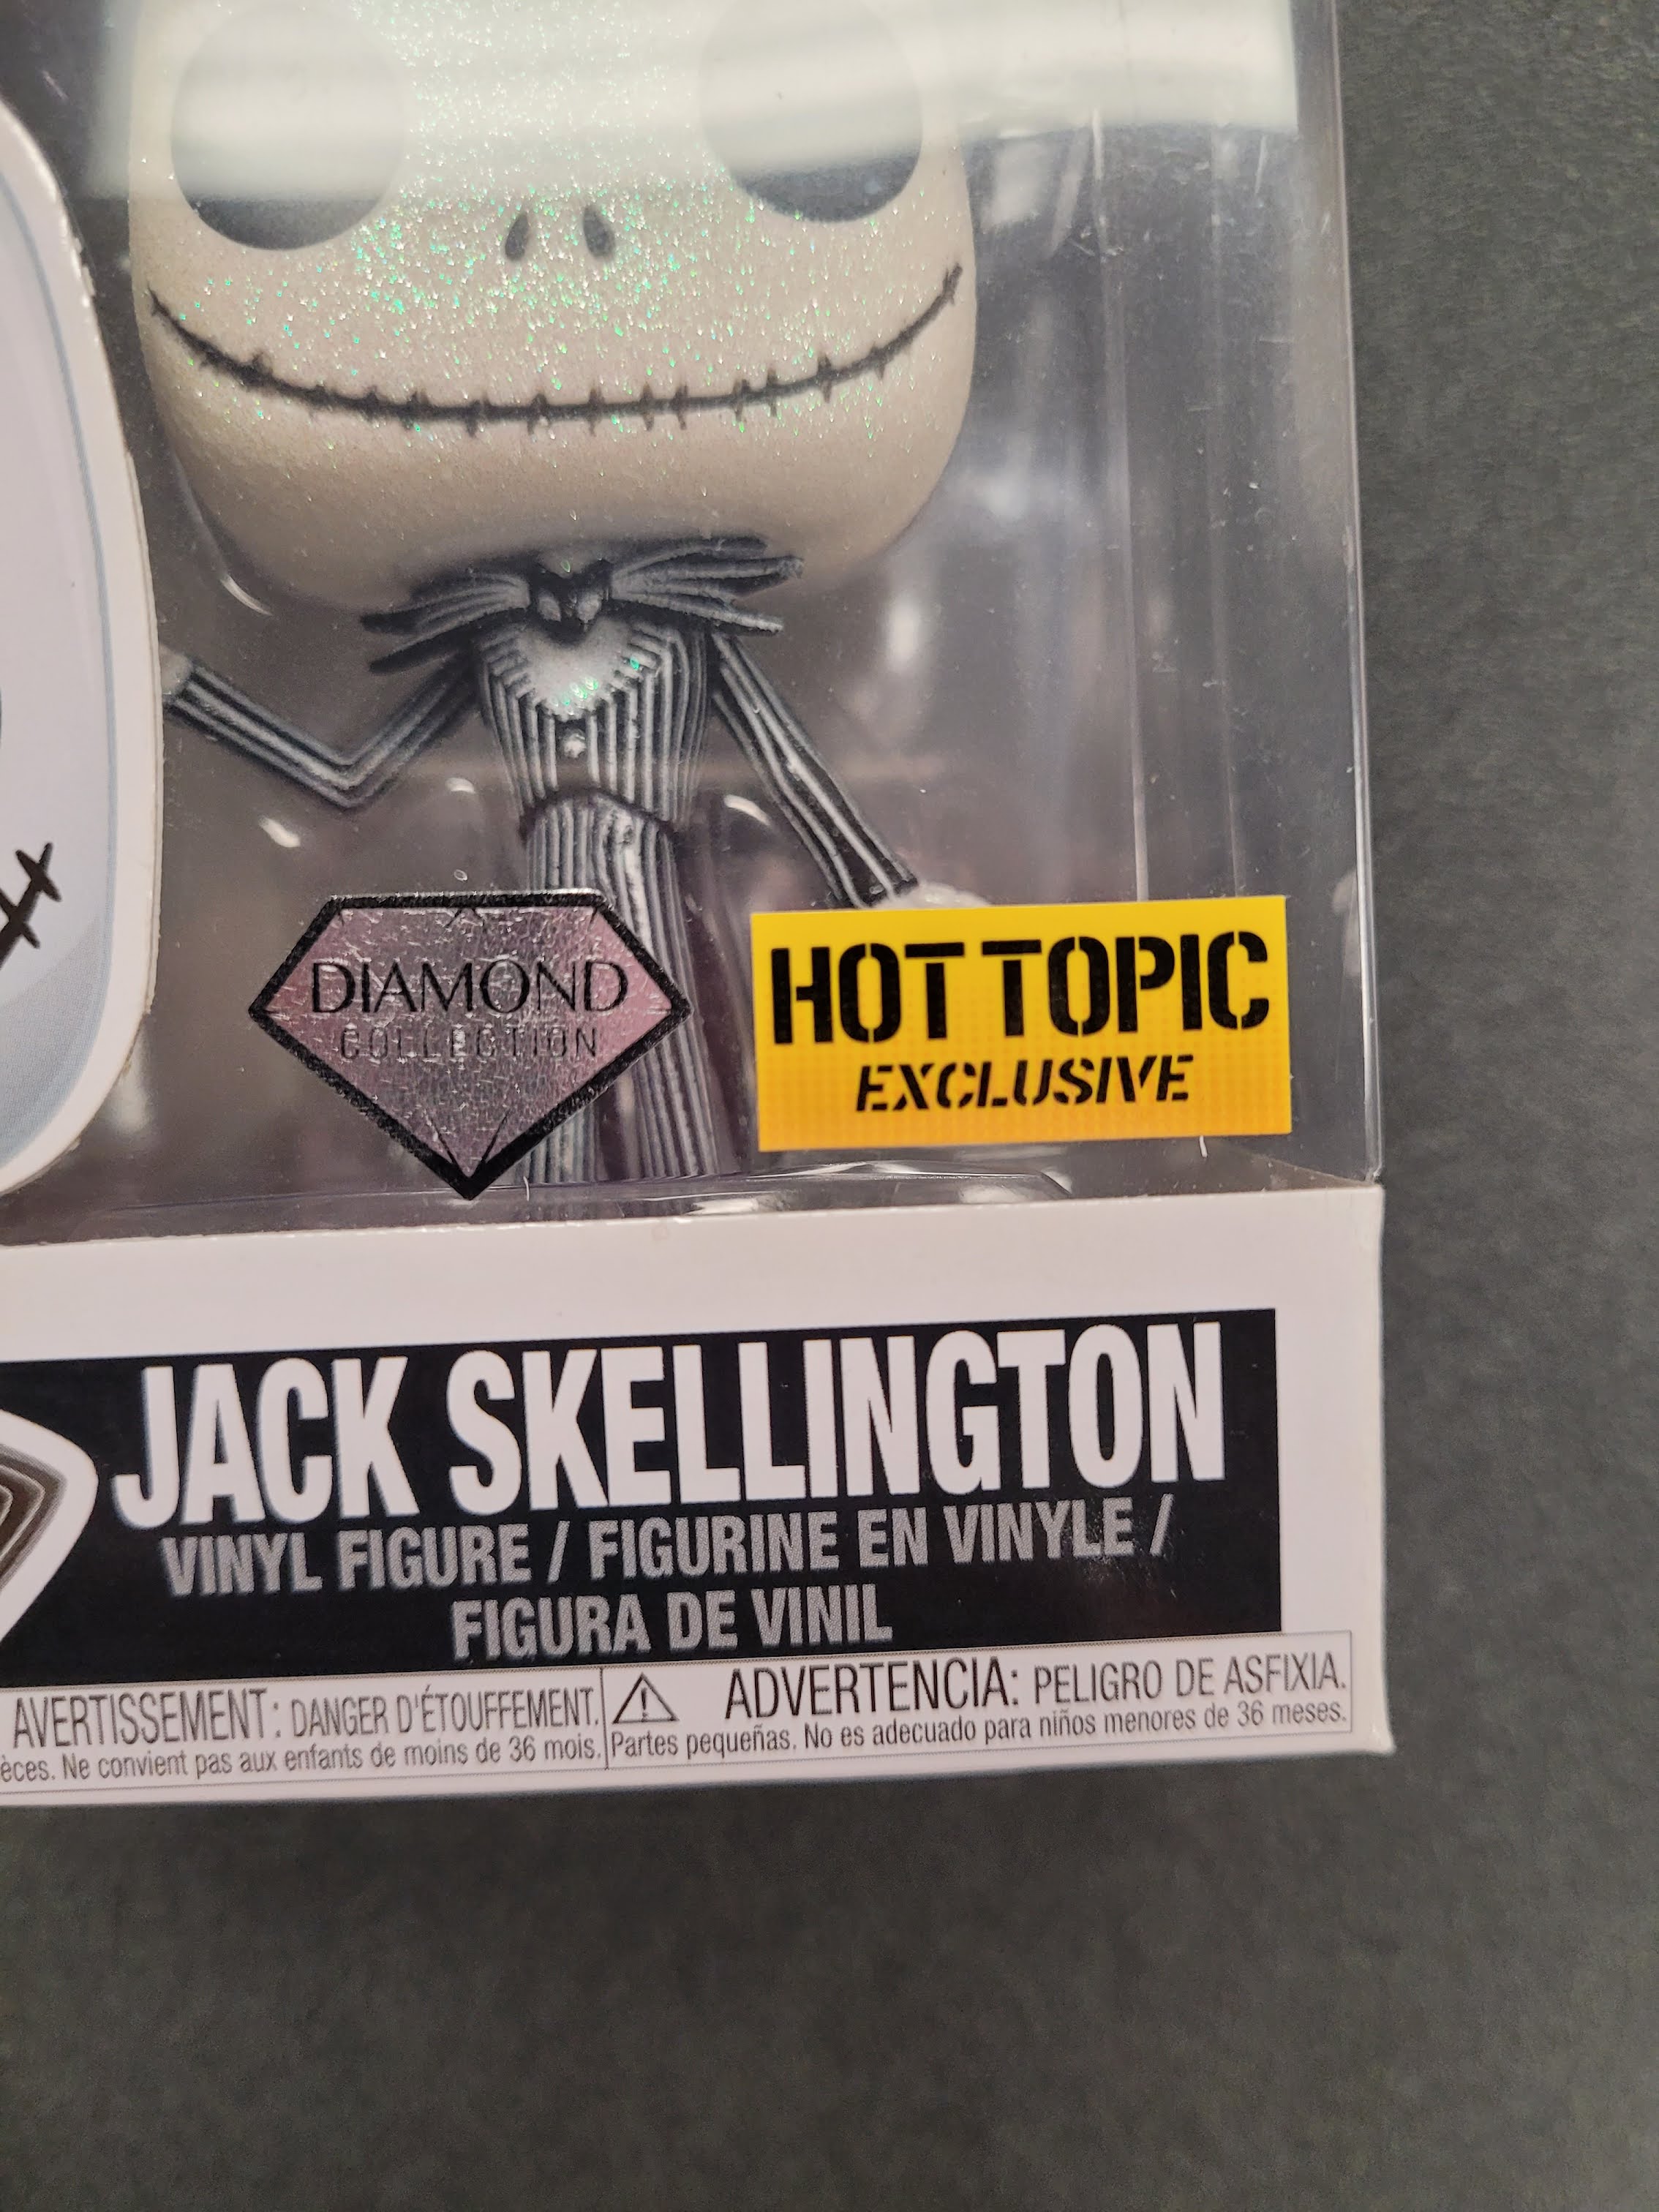 DIAMOND
COLLECTION
HOT TOPIC
EXCLUSIVE
JACK SKELLINGTON
VINYL FIGURE / FIGURINE EN VINYLE /
FIGURA DE VINIL
AVERTISSEMENT: DANGER D'ÉTOUFFEMENT.
Ne convient pas aux enfants de moins de 36 mois.
ADVERTENCIA: PELIGRO DE ASFIXIA.
Partes pequeñas. No es adecuado para niños menores de 36 meses.